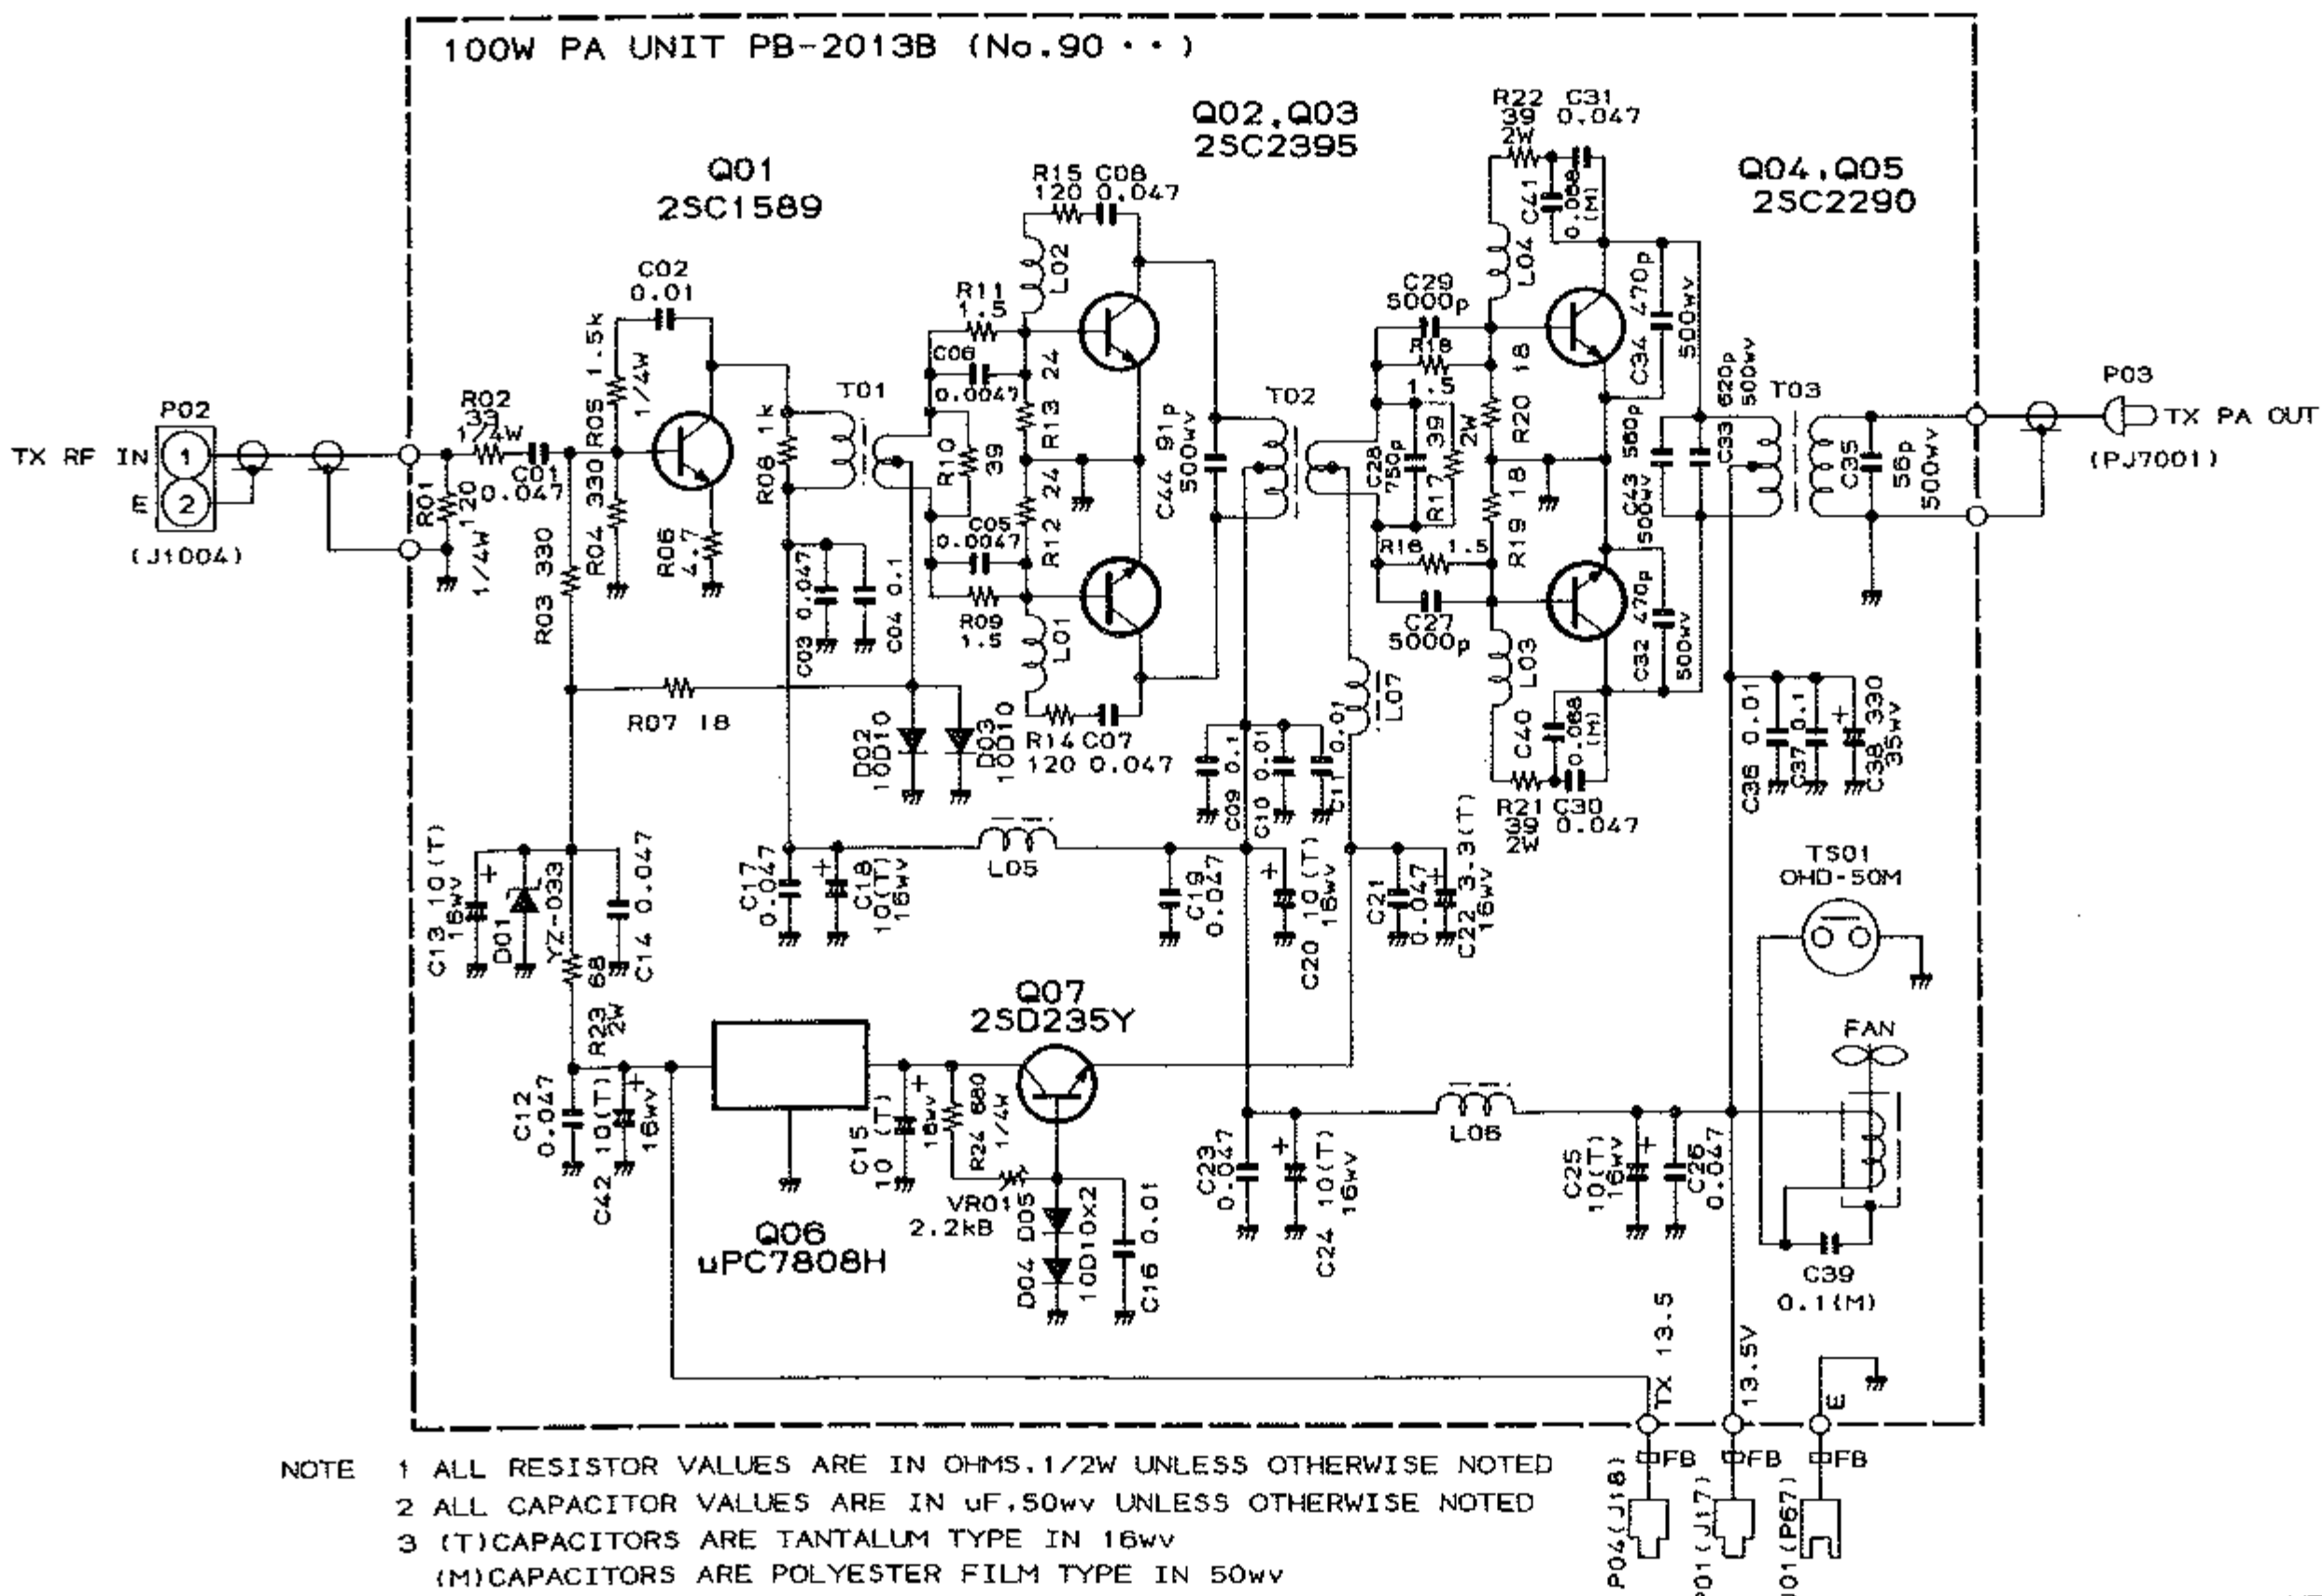 100W PA UNIT PB-2013B (No.90 · · )
Q01
2SC1589
Q02,Q03
2SC2395
Q04,Q05
2SC2290
R22 C31
39 0.047
2W
R15 C08
120 0.047
C41
0.068
(M)
L04
L02
C02
0.01
R05 1.5k
1/4W
R11
1.5
C06
0.0047
R13 24
C29
5000p
R18
1.5
R20 18
C34 470p
500wv
C33 620p
500wv
P02
1
2
TX RF IN
E
(J1004)
R02
33
1/4W
C01
0.047
R01 120
1/4W
R03 330
R04 330
R06
4.7
R08 1k
T01
R10
39
C05
0.0047
R12 24
R09
1.5
L01
C44 91p
500wv
T02
C28
750p
R17 39
2W
R16 1.5
R19 18
C27
5000p
L03
C43 560p
500wv
C32 470p
500wv
T03
C35
56p
500wv
P03
TX PA OUT
(PJ7001)
C03 0.047
C04 0.1
R07 18
D02
10D10
D03
10D10
R14 C07
120 0.047
C09 0.1
C10 0.01
C11 0.01
L07
C40
0.068
(M)
R21 C30
39 0.047
2W
C36 0.01
C37 0.1
C38 330
35wv
C13 10(T)
16wv
D01
YZ-033
C14 0.047
R23 68
2W
C17
0.047
C18
10(T)
16wv
L05
C19
0.047
C20 10(T)
16wv
C21
0.047
C22 3.3(T)
16wv
TS01
OHD-50M
Q07
2SD235Y
FAN
C12
0.047
C42 10(T)
16wv
Q06
uPC7808H
C15
10 (T)
16wv
R24 680
1/4W
VR01
2.2kB
D04 D05
10D10x2
C16 0.01
C23
0.047
C24 10(T)
16wv
L06
C25
10(T)
16wv
C26
0.047
C39
0.1(M)
TX 13.5
13.5V
E
FB
FB
FB
P04(J18)
P01(J17)
J01(P67)
NOTE 1 ALL RESISTOR VALUES ARE IN OHMS,1/2W UNLESS OTHERWISE NOTED
2 ALL CAPACITOR VALUES ARE IN uF,50wv UNLESS OTHERWISE NOTED
3 (T)CAPACITORS ARE TANTALUM TYPE IN 16wv
(M)CAPACITORS ARE POLYESTER FILM TYPE IN 50wv